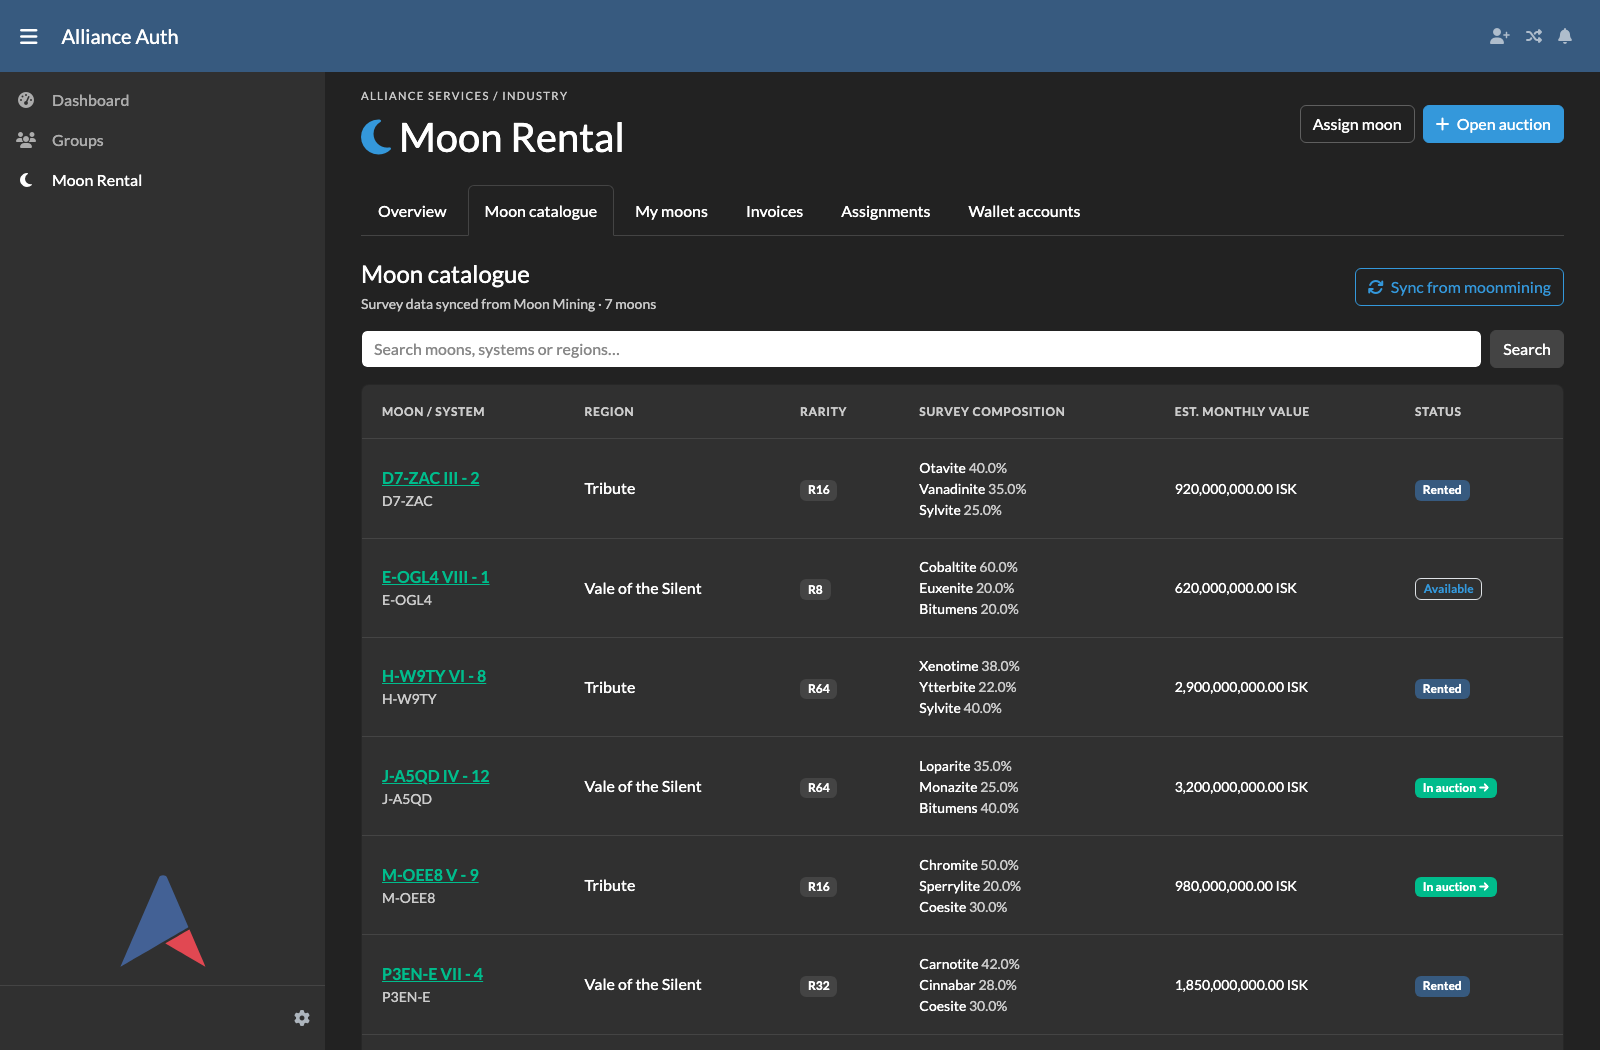 Alliance Auth
Dashboard
Groups
Moon Rental
ALLIANCE SERVICES / INDUSTRY
Moon Rental
Assign moon
Open auction
Overview
Moon catalogue
My moons
Invoices
Assignments
Wallet accounts
Moon catalogue
Survey data synced from Moon Mining · 7 moons
Sync from moonmining
Search moons, systems or regions...
Search
MOON / SYSTEM REGION RARITY SURVEY COMPOSITION EST. MONTHLY VALUE STATUS
D7-ZAC III - 2
D7-ZAC
Tribute
R16
Otavite 40.0%
Vanadinite 35.0%
Sylvite 25.0%
920,000,000.00 ISK
Rented
E-OGL4 VIII - 1
E-OGL4
Vale of the Silent
R8
Cobaltite 60.0%
Euxenite 20.0%
Bitumens 20.0%
620,000,000.00 ISK
Available
H-W9TY VI - 8
H-W9TY
Tribute
R64
Xenotime 38.0%
Ytterbite 22.0%
Sylvite 40.0%
2,900,000,000.00 ISK
Rented
J-A5QD IV - 12
J-A5QD
Vale of the Silent
R64
Loparite 35.0%
Monazite 25.0%
Bitumens 40.0%
3,200,000,000.00 ISK
In auction →
M-OEE8 V - 9
M-OEE8
Tribute
R16
Chromite 50.0%
Sperrylite 20.0%
Coesite 30.0%
980,000,000.00 ISK
In auction →
P3EN-E VII - 4
P3EN-E
Vale of the Silent
R32
Carnotite 42.0%
Cinnabar 28.0%
Coesite 30.0%
1,850,000,000.00 ISK
Rented